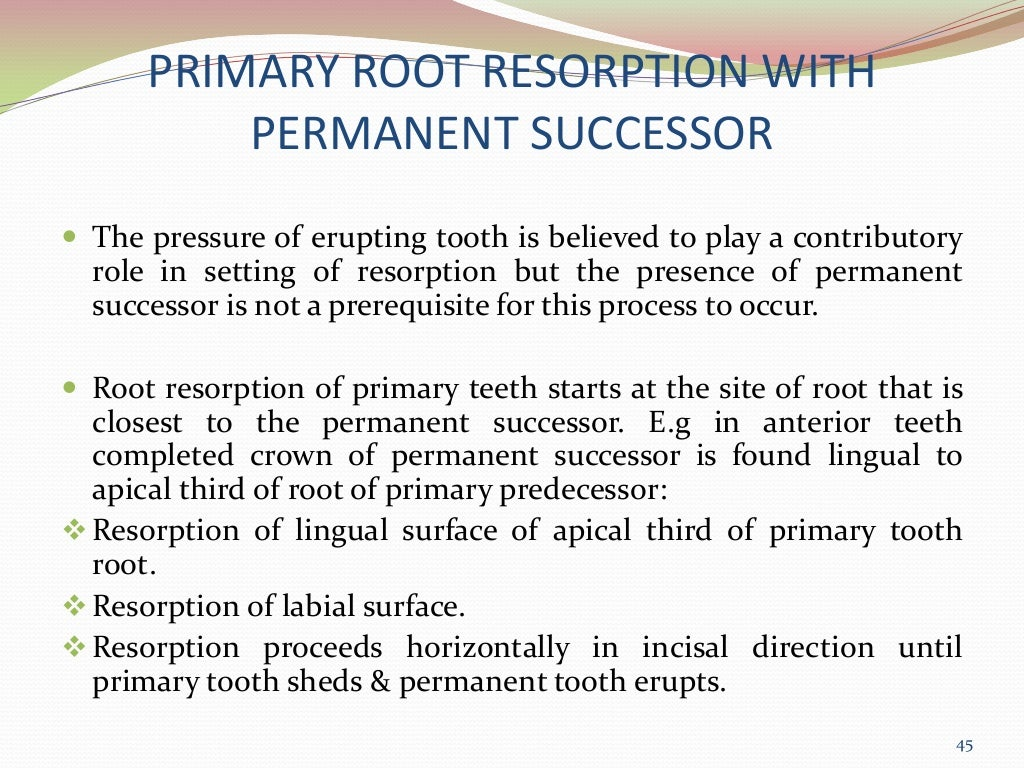 PRIMARY ROOT RESORPTION WITH
PERMANENT SUCCESSOR
• The pressure of erupting tooth is believed to play a contributory
role in setting of resorption but the presence of permanent
successor is not a prerequisite for this process to occur.
• Root resorption of primary teeth starts at the site of root that is
closest to the permanent successor. E.g in anterior teeth
completed crown of permanent successor is found lingual to
apical third of root of primary predecessor:
❖ Resorption of lingual surface of apical third of primary tooth
root.
❖ Resorption of labial surface.
❖ Resorption proceeds horizontally in incisal direction until
primary tooth sheds & permanent tooth erupts.
45